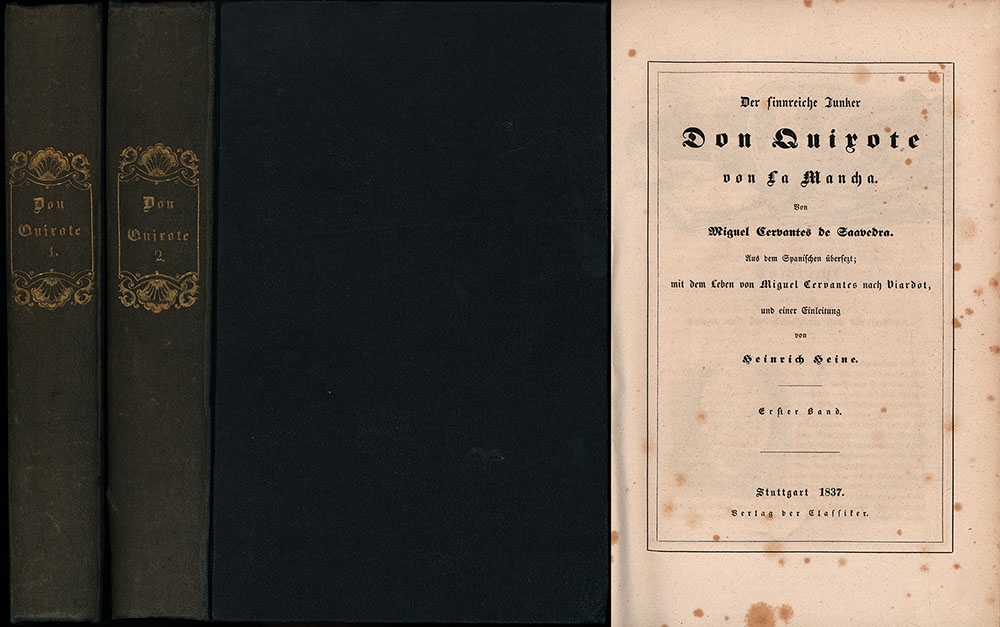 Don
Quixote
1.
Don
Quixote
2.
Der sinnreiche Junker
Don Quixote
von La Mancha.
Von
Miguel Cervantes de Saavedra.
Aus dem Spanischen übersezt;
mit dem Leben von Miguel Cervantes nach Viardot,
und einer Einleitung
von
Heinrich Heine.
Erster Band.
Stuttgart 1837.
Verlag der Classiker.